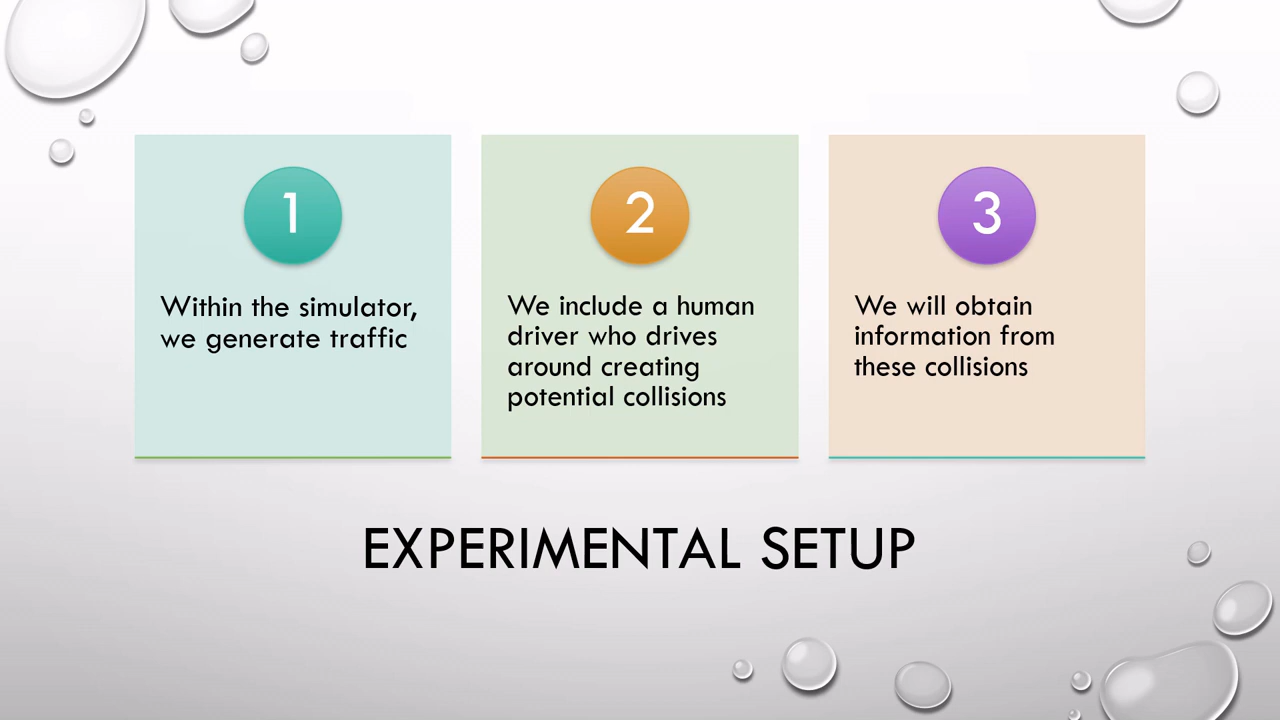 1
Within the simulator,
we generate traffic
2
We include a human
driver who drives
around creating
potential collisions
3
We will obtain
information from
these collisions
EXPERIMENTAL SETUP